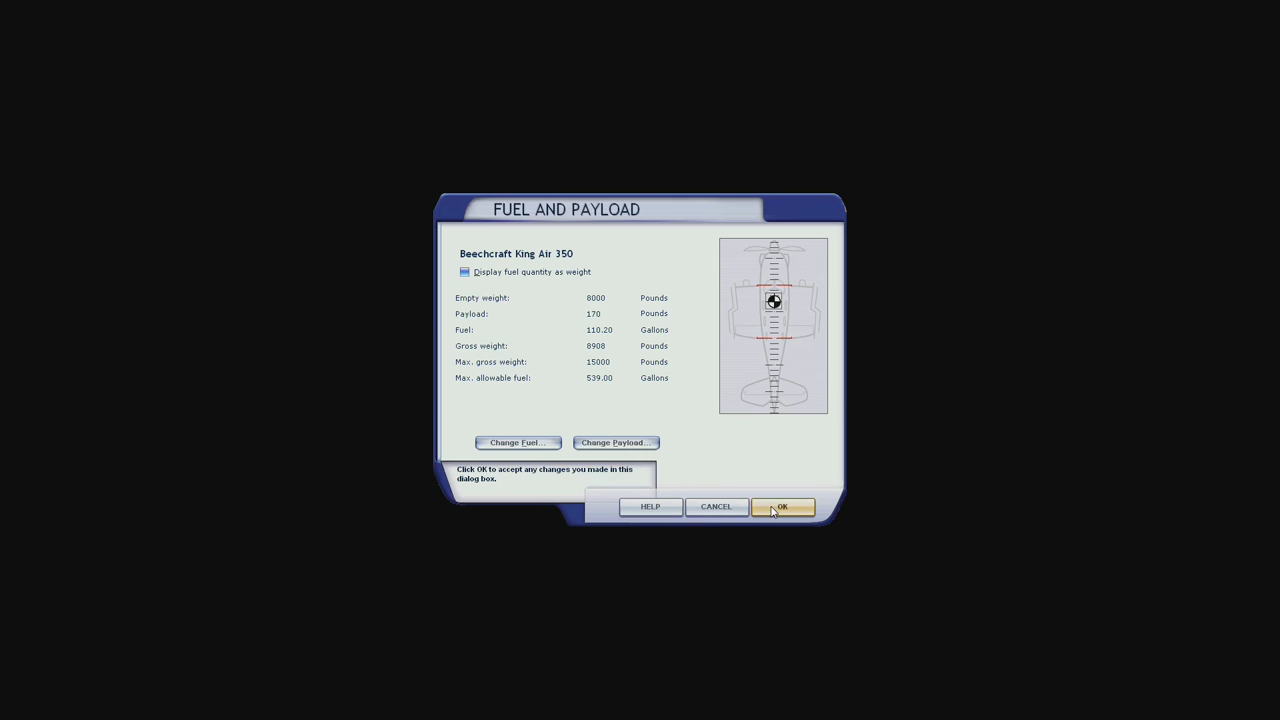 FUEL AND PAYLOAD
Beechcraft King Air 350
Display fuel quantity as weight
Empty weight: 8000 Pounds
Payload: 170 Pounds
Fuel: 110.20 Gallons
Gross weight: 8908 Pounds
Max. gross weight: 15000 Pounds
Max. allowable fuel: 539.00 Gallons
Change Fuel... Change Payload...
Click OK to accept any changes you made in this
dialog box.
HELP CANCEL OK